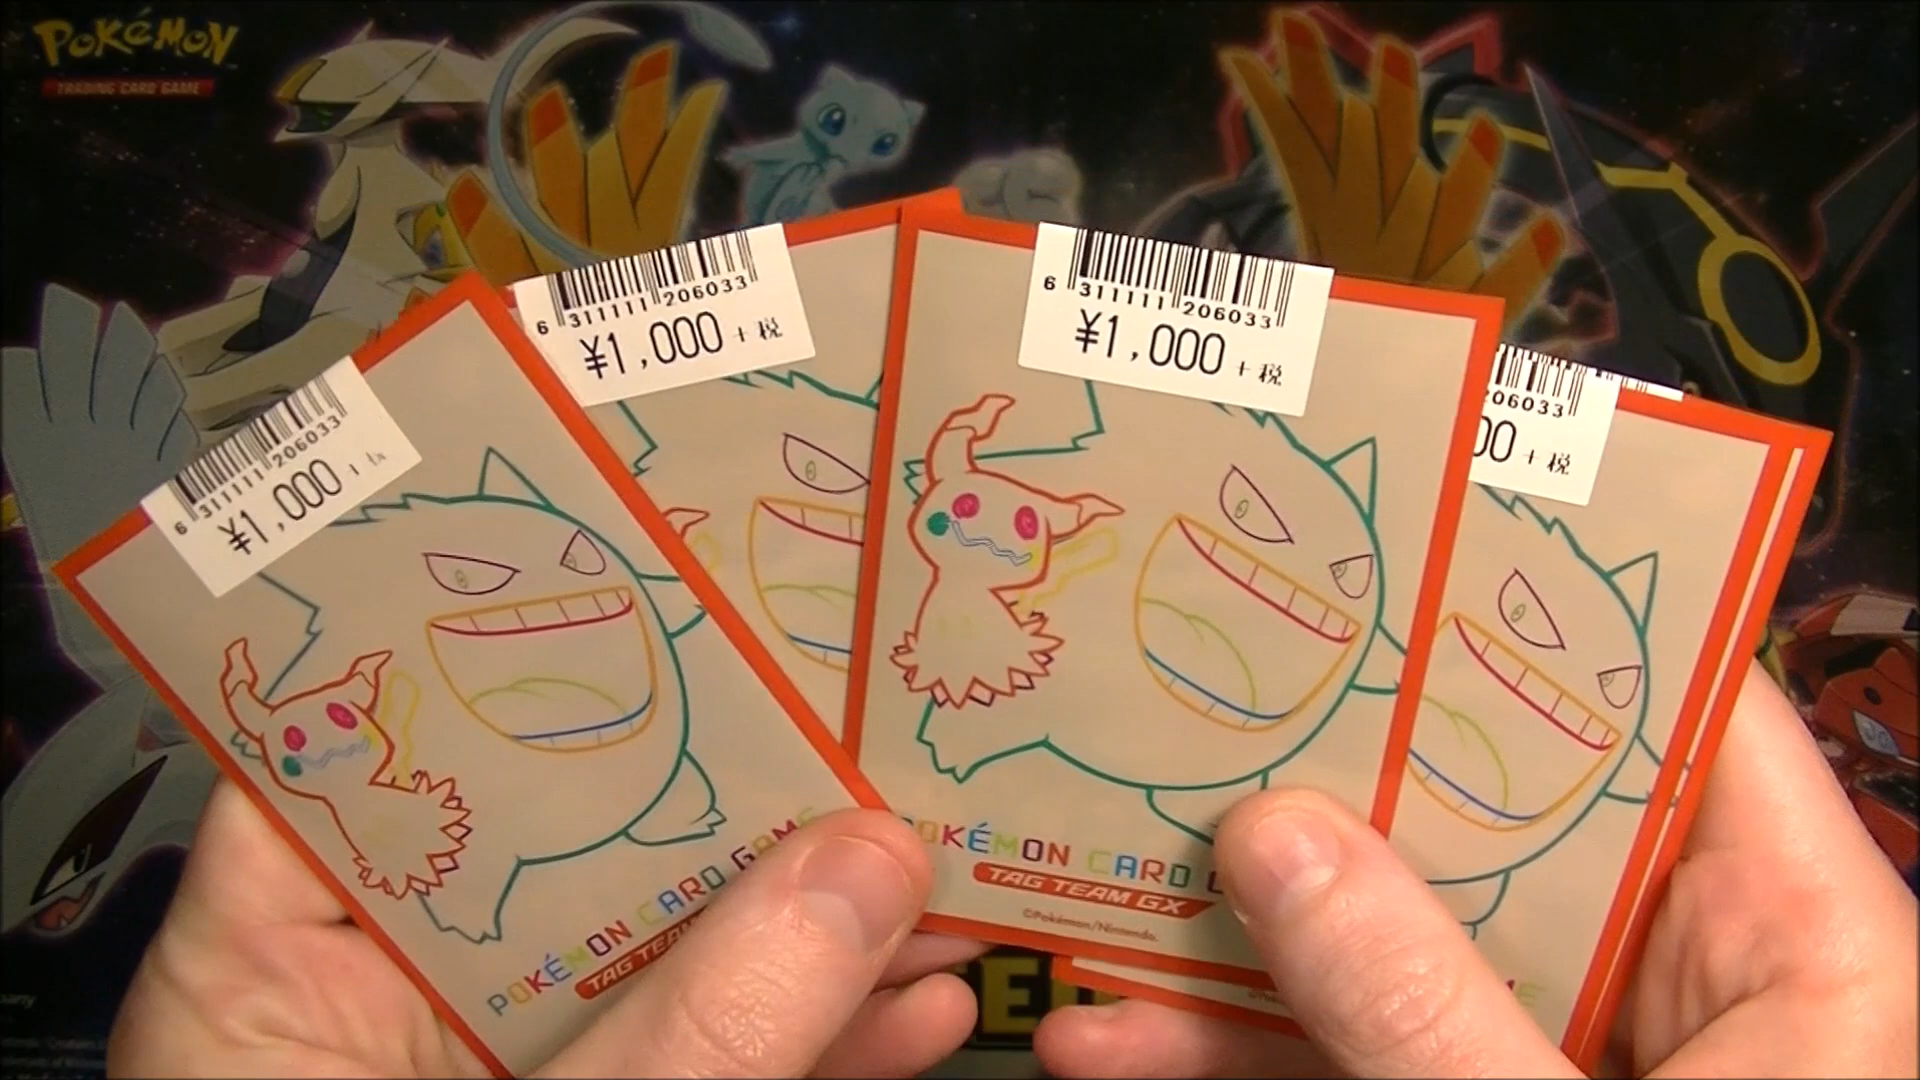 POKÉMON
TRADING CARD GAME
6 311111 206033
¥1,000 +
6 311111 206033
¥1,000 +税
6 311111 206033
¥1,000 +税
206033
00 +税
POKÉMON CARD GAME
TAG TEAM
POKÉMON CARD
TAG TEAM GX
©Pokémon/Nintendo.